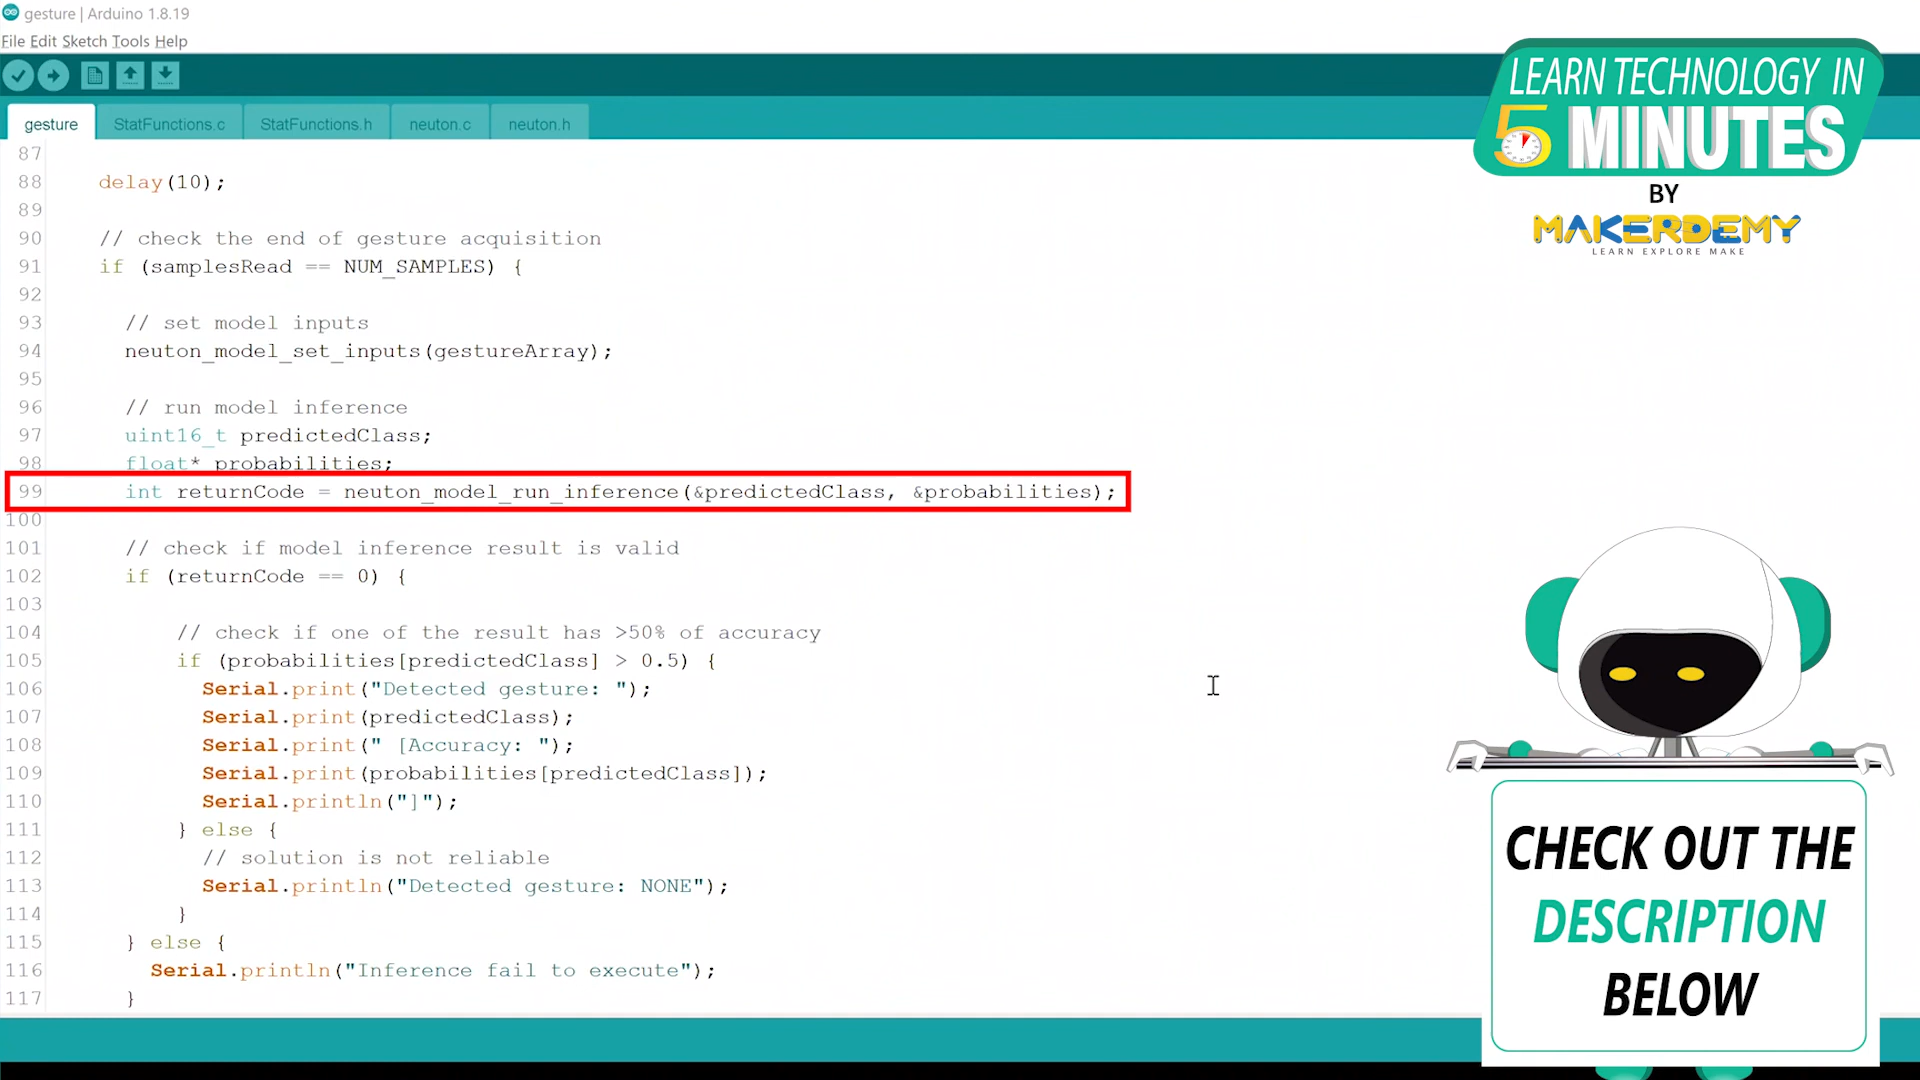 gesture | Arduino 1.8.19
File Edit Sketch Tools Help
gesture StatFunctions.c StatFunctions.h neuton.c neuton.h
87
88 delay(10);
89
90 // check the end of gesture acquisition
91 if (samplesRead == NUM_SAMPLES) {
92
93 // set model inputs
94 neuton_model_set_inputs(gestureArray);
95
96 // run model inference
97 uint16_t predictedClass;
98 float* probabilities;
99 int returnCode = neuton_model_run_inference(&predictedClass, &probabilities);
100
101 // check if model inference result is valid
102 if (returnCode == 0) {
103
104 // check if one of the result has >50% of accuracy
105 if (probabilities[predictedClass] > 0.5) {
106 Serial.print("Detected gesture: ");
107 Serial.print(predictedClass);
108 Serial.print(" [Accuracy: ");
109 Serial.print(probabilities[predictedClass]);
110 Serial.println("]");
111 } else {
112 // solution is not reliable
113 Serial.println("Detected gesture: NONE");
114 }
115 } else {
116 Serial.println("Inference fail to execute");
117 }
LEARN TECHNOLOGY IN
5 MINUTES
BY
MAKERDEMY
LEARN EXPLORE MAKE
CHECK OUT THE
DESCRIPTION
BELOW